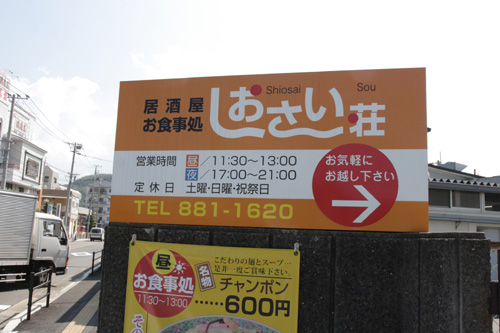 居酒屋
お食事処
しおさい荘
Shiosai Sou
営業時間 昼／11:30〜13:00
夜／17:00〜21:00
定休日 土曜・日曜・祝祭日
TEL 881-1620
お気軽に
お越し下さい
昼
お食事処
11:30〜13:00
こだわりの麺とスープ…
是非一度ご賞味下さい。
名物
チャンポン
……600円
そ